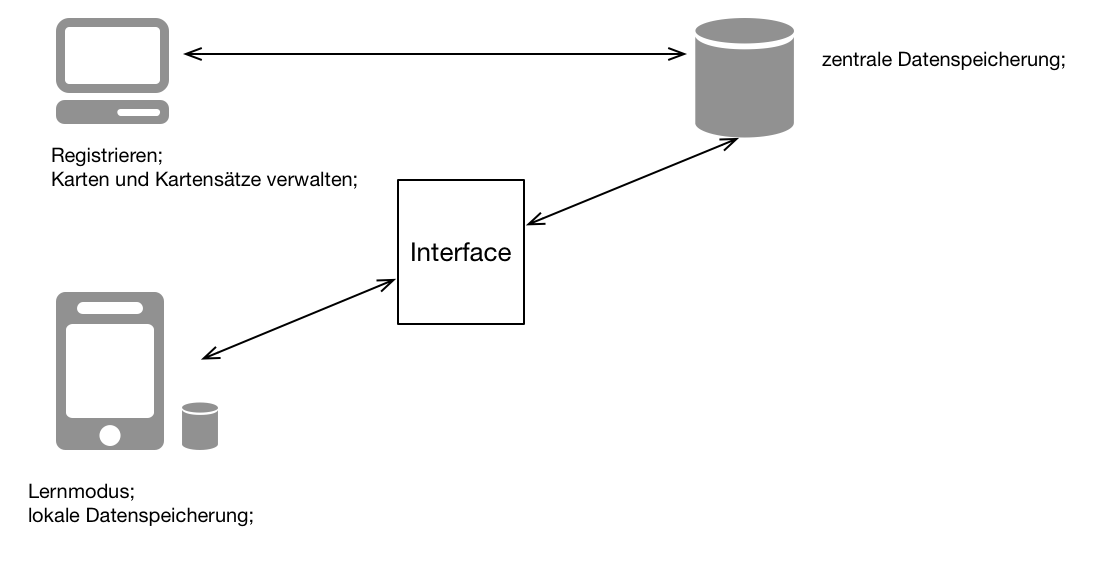 zentrale Datenspeicherung;
Registrieren;
Karten und Kartensätze verwalten;
Interface
Lernmodus;
lokale Datenspeicherung;